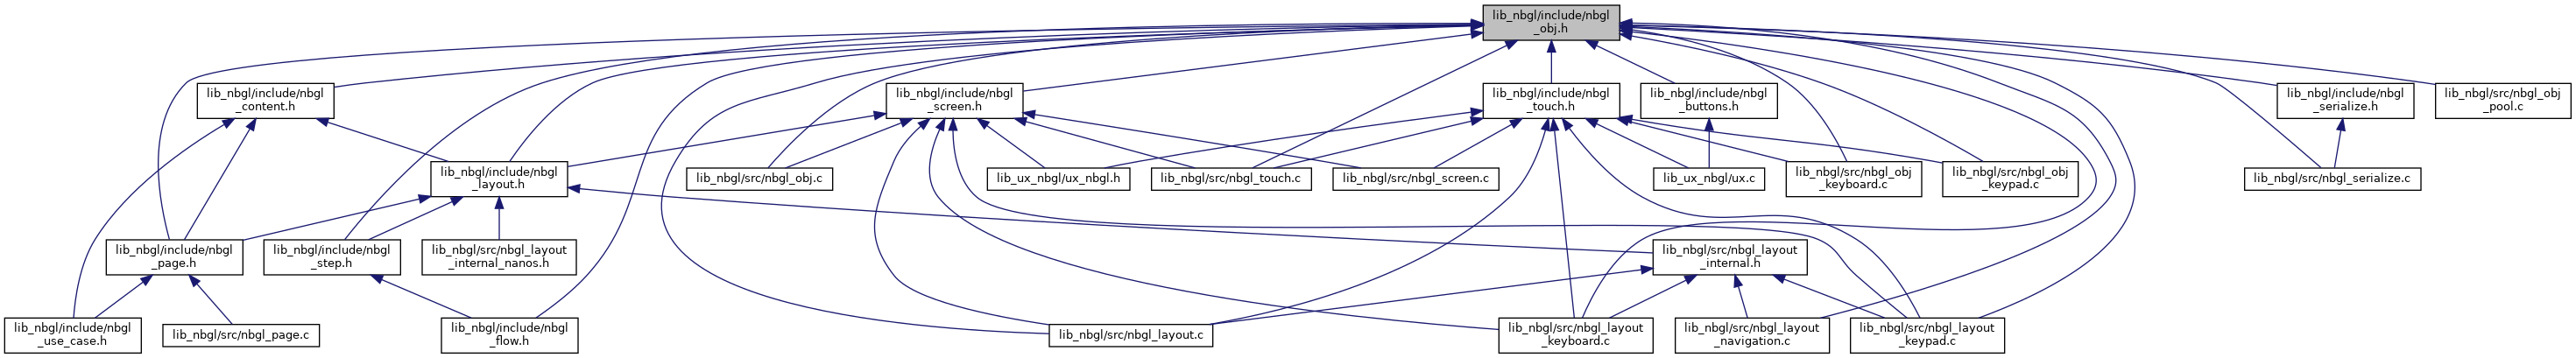 lib_nbgl/include/nbgl
_obj.h
lib_nbgl/include/nbgl
_content.h
lib_nbgl/include/nbgl
_screen.h
lib_nbgl/include/nbgl
_touch.h
lib_nbgl/include/nbgl
_buttons.h
lib_nbgl/include/nbgl
_serialize.h
lib_nbgl/src/nbgl_obj
_pool.c
lib_nbgl/include/nbgl
_layout.h
lib_nbgl/src/nbgl_obj.c
lib_ux_nbgl/ux_nbgl.h
lib_nbgl/src/nbgl_touch.c
lib_nbgl/src/nbgl_screen.c
lib_ux_nbgl/ux.c
lib_nbgl/src/nbgl_obj
_keyboard.c
lib_nbgl/src/nbgl_obj
_keypad.c
lib_nbgl/src/nbgl_serialize.c
lib_nbgl/include/nbgl
_page.h
lib_nbgl/include/nbgl
_step.h
lib_nbgl/src/nbgl_layout
_internal_nanos.h
lib_nbgl/src/nbgl_layout
_internal.h
lib_nbgl/include/nbgl
_use_case.h
lib_nbgl/src/nbgl_page.c
lib_nbgl/include/nbgl
_flow.h
lib_nbgl/src/nbgl_layout.c
lib_nbgl/src/nbgl_layout
_keyboard.c
lib_nbgl/src/nbgl_layout
_navigation.c
lib_nbgl/src/nbgl_layout
_keypad.c